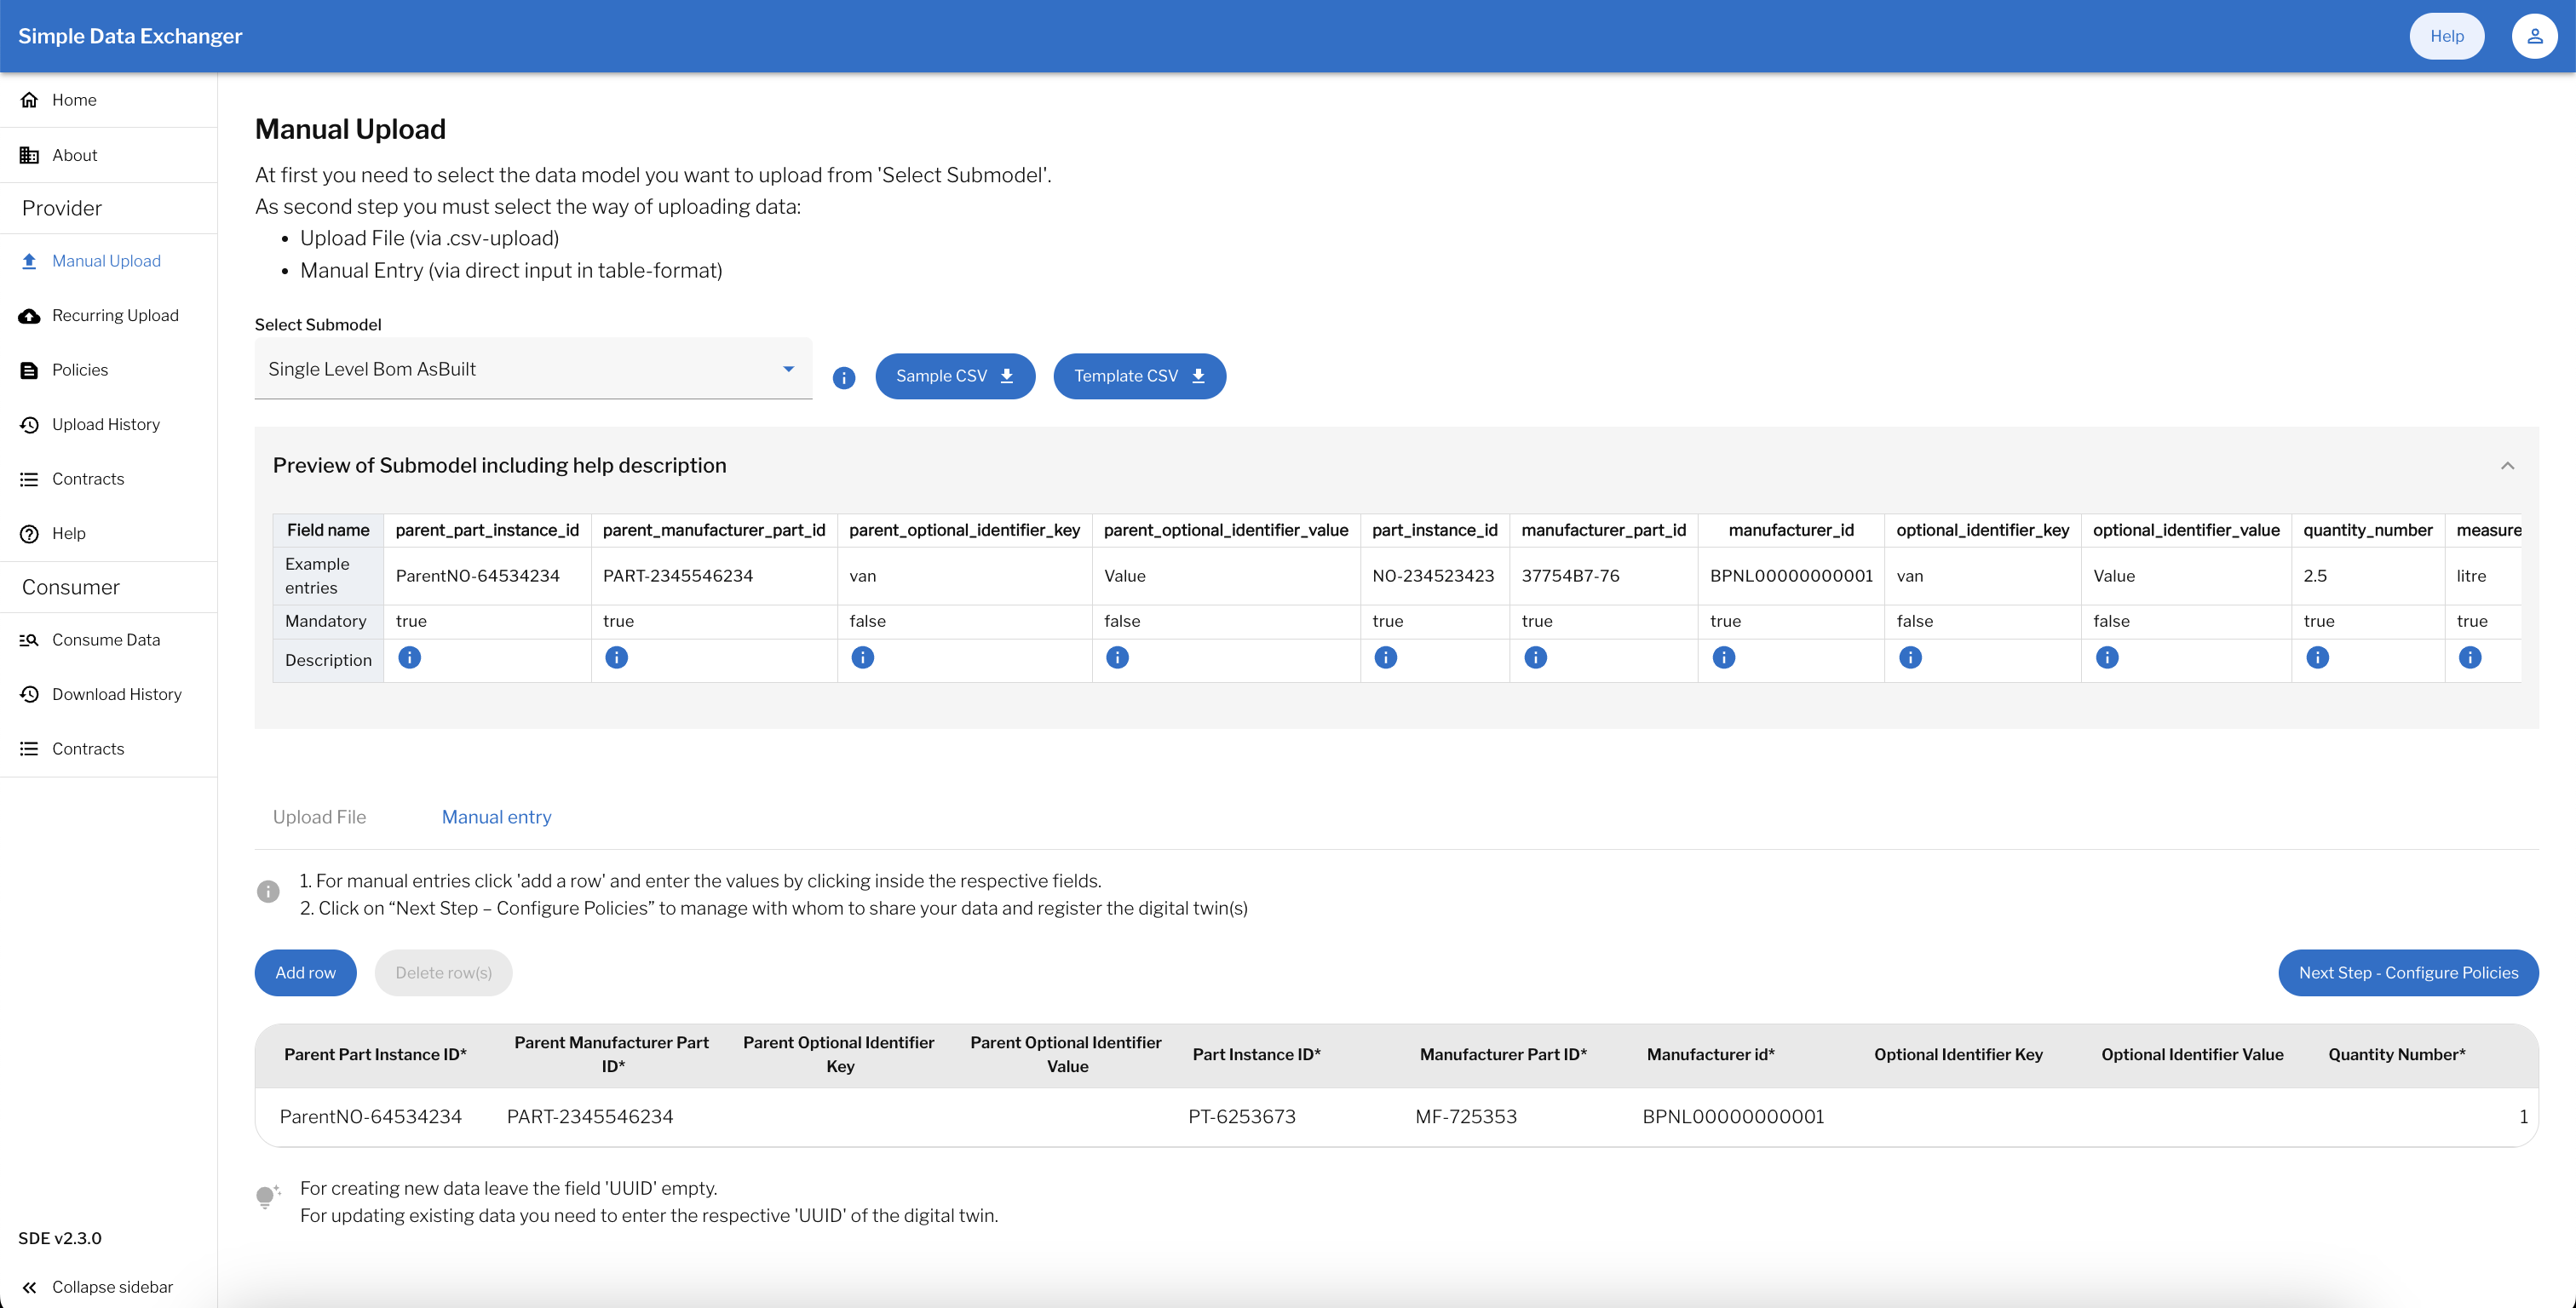 Simple Data Exchanger
Help
Home
About
Provider
Manual Upload
Recurring Upload
Policies
Upload History
Contracts
Help
Consumer
Consume Data
Download History
Contracts
SDE v2.3.0
Collapse sidebar
Manual Upload
At first you need to select the data model you want to upload from 'Select Submodel'.
As second step you must select the way of uploading data:
• Upload File (via .csv-upload)
• Manual Entry (via direct input in table-format)
Select Submodel
Single Level Bom AsBuilt
Sample CSV
Template CSV
Preview of Submodel including help description
Field name parent_part_instance_id parent_manufacturer_part_id parent_optional_identifier_key parent_optional_identifier_value part_instance_id manufacturer_part_id manufacturer_id optional_identifier_key optional_identifier_value quantity_number measure
Example entries ParentNO-64534234 PART-2345546234 van Value NO-234523423 37754B7-76 BPNL00000000001 van Value 2.5 litre
Mandatory true true false false true true true false false true true
Description
Upload File Manual entry
1. For manual entries click 'add a row' and enter the values by clicking inside the respective fields.
2. Click on “Next Step – Configure Policies” to manage with whom to share your data and register the digital twin(s)
Add row Delete row(s) Next Step - Configure Policies
Parent Part Instance ID* Parent Manufacturer Part ID* Parent Optional Identifier Key Parent Optional Identifier Value Part Instance ID* Manufacturer Part ID* Manufacturer id* Optional Identifier Key Optional Identifier Value Quantity Number*
ParentNO-64534234 PART-2345546234 PT-6253673 MF-725353 BPNL00000000001 1
For creating new data leave the field 'UUID' empty.
For updating existing data you need to enter the respective 'UUID' of the digital twin.